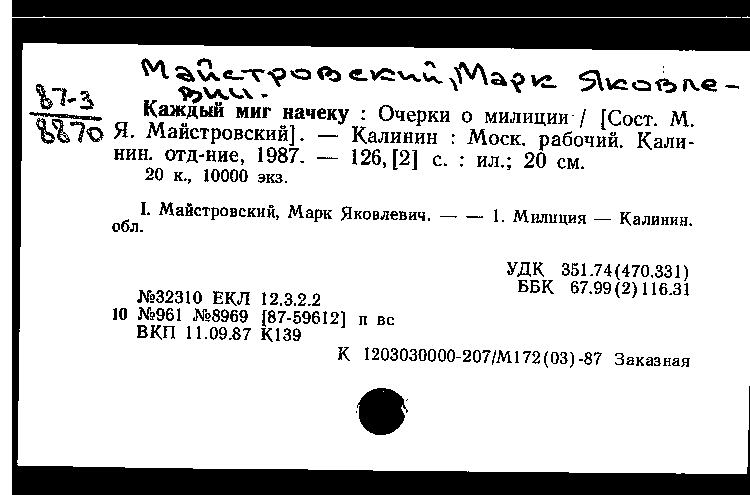 Майстровский, Марк Яковле-
вич.
87-3
8870
Каждый миг начеку : Очерки о милиции / [Сост. М.
Я. Майстровский]. — Калинин : Моск. рабочий. Кали-
нин. отд-ние, 1987. — 126,[2] с. : ил.; 20 см.
20 к., 10000 экз.
I. Майстровский, Марк Яковлевич. — — 1. Милиция — Калинин.
обл.
УДК 351.74(470.331)
ББК 67.99(2)116.31
№32310 ЕКЛ 12.3.2.2
10 №961 №8969 [87-59612] п вс
ВКП 11.09.87 К139
К 1203030000-207/М172(03)-87 Заказная